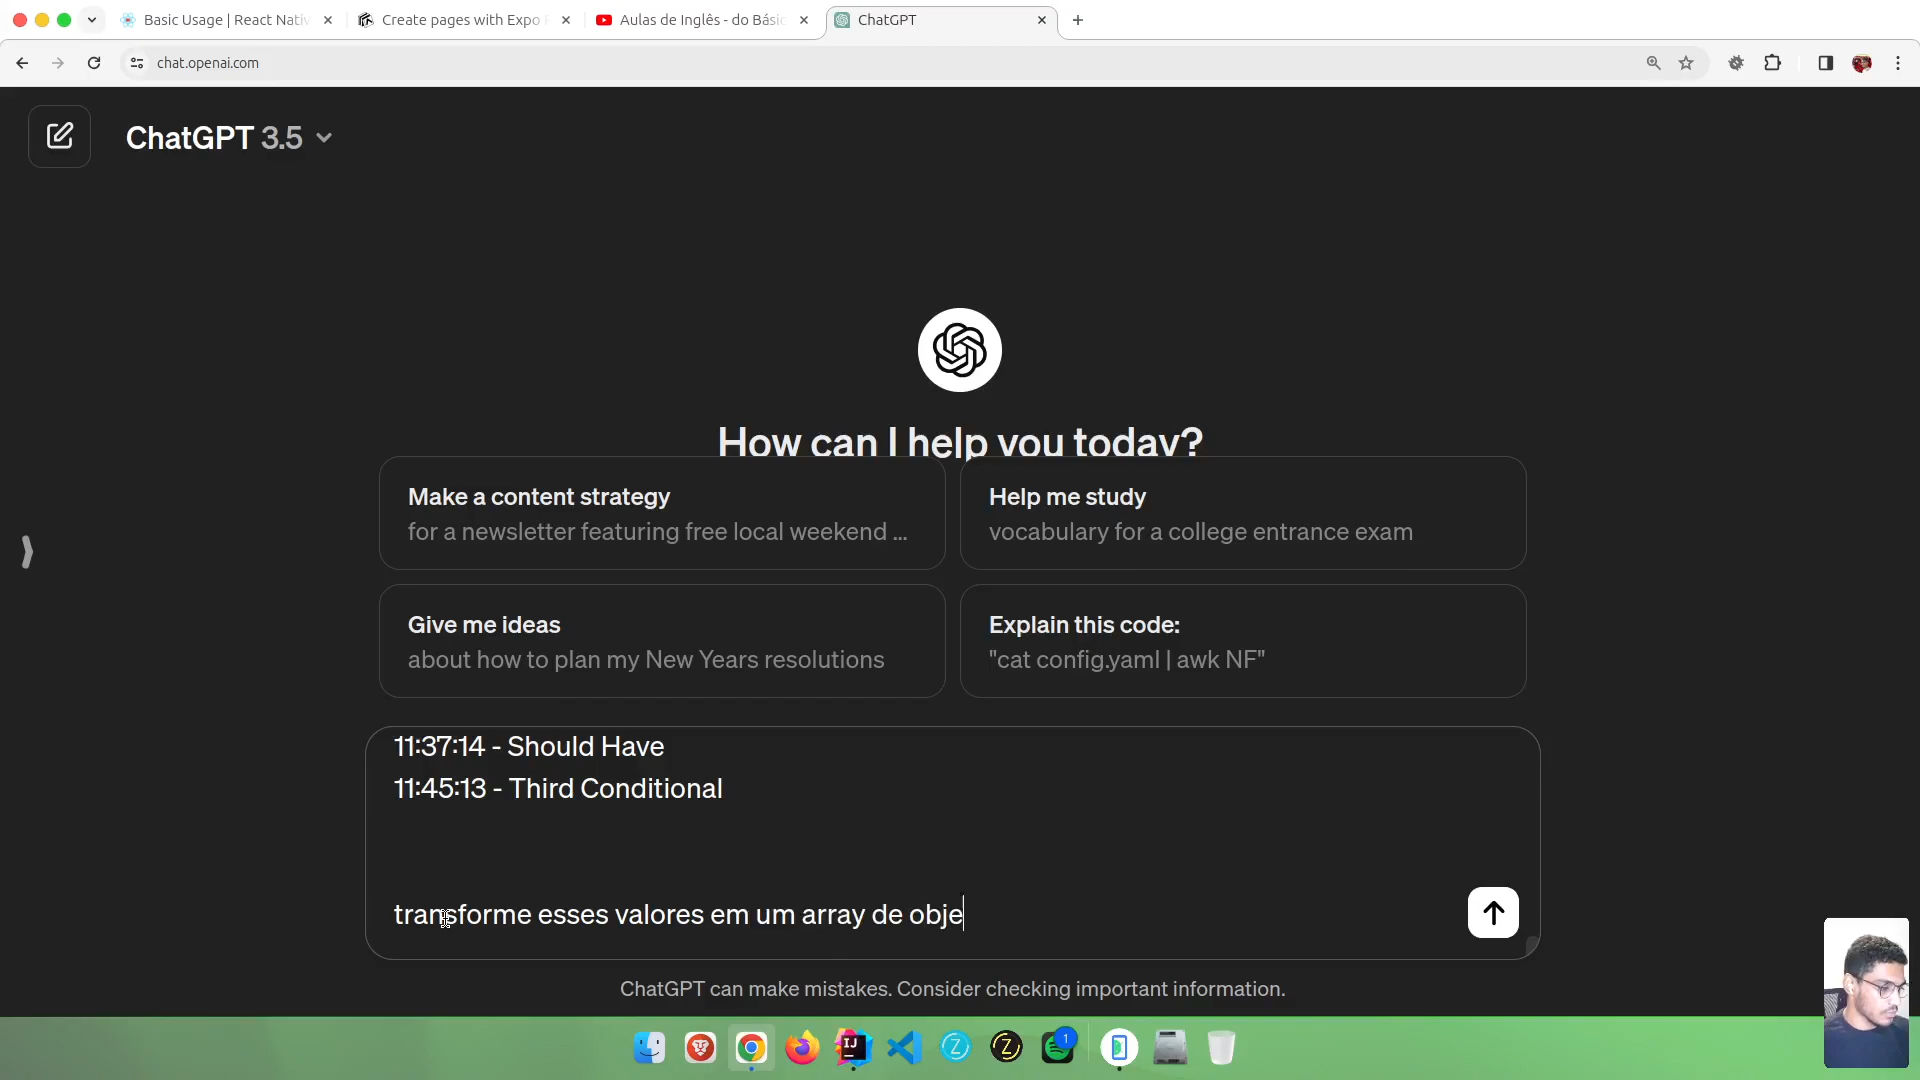 Basic Usage | React Nativ
Create pages with Expo
Aulas de Inglês - do Básic
ChatGPT
chat.openai.com
ChatGPT 3.5
How can I help you today?
Make a content strategy
for a newsletter featuring free local weekend ...
Help me study
vocabulary for a college entrance exam
Give me ideas
about how to plan my New Years resolutions
Explain this code:
"cat config.yaml | awk NF"
11:37:14 - Should Have
11:45:13 - Third Conditional
transforme esses valores em um array de obje
ChatGPT can make mistakes. Consider checking important information.
IJ
Z
Z
1